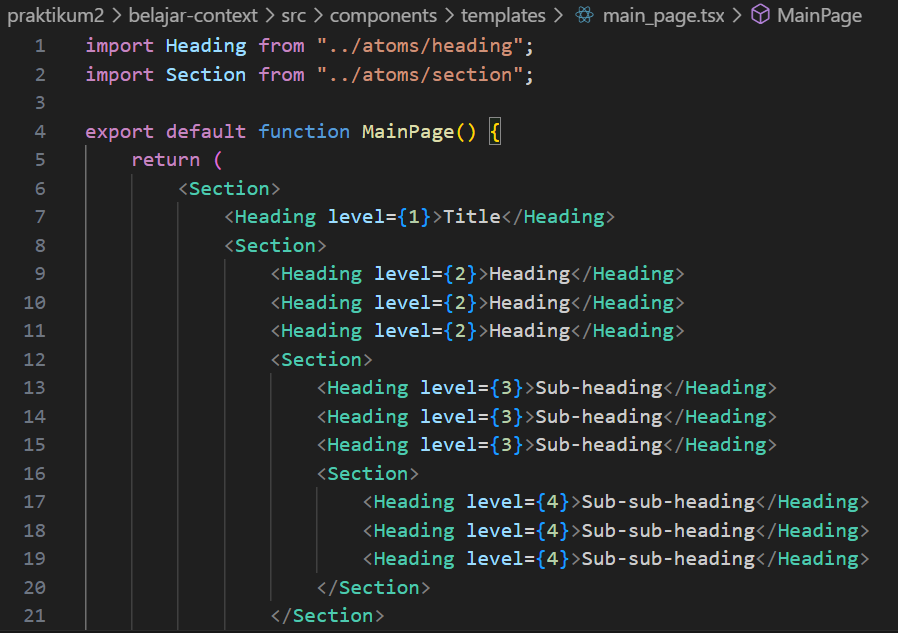 praktikum2 > belajar-context > src > components > templates > main_page.tsx > MainPage
1 import Heading from "../atoms/heading";
2 import Section from "../atoms/section";
3
4 export default function MainPage() {
5 return (
6 <Section>
7 <Heading level={1}>Title</Heading>
8 <Section>
9 <Heading level={2}>Heading</Heading>
10 <Heading level={2}>Heading</Heading>
11 <Heading level={2}>Heading</Heading>
12 <Section>
13 <Heading level={3}>Sub-heading</Heading>
14 <Heading level={3}>Sub-heading</Heading>
15 <Heading level={3}>Sub-heading</Heading>
16 <Section>
17 <Heading level={4}>Sub-sub-heading</Heading>
18 <Heading level={4}>Sub-sub-heading</Heading>
19 <Heading level={4}>Sub-sub-heading</Heading>
20 </Section>
21 </Section>